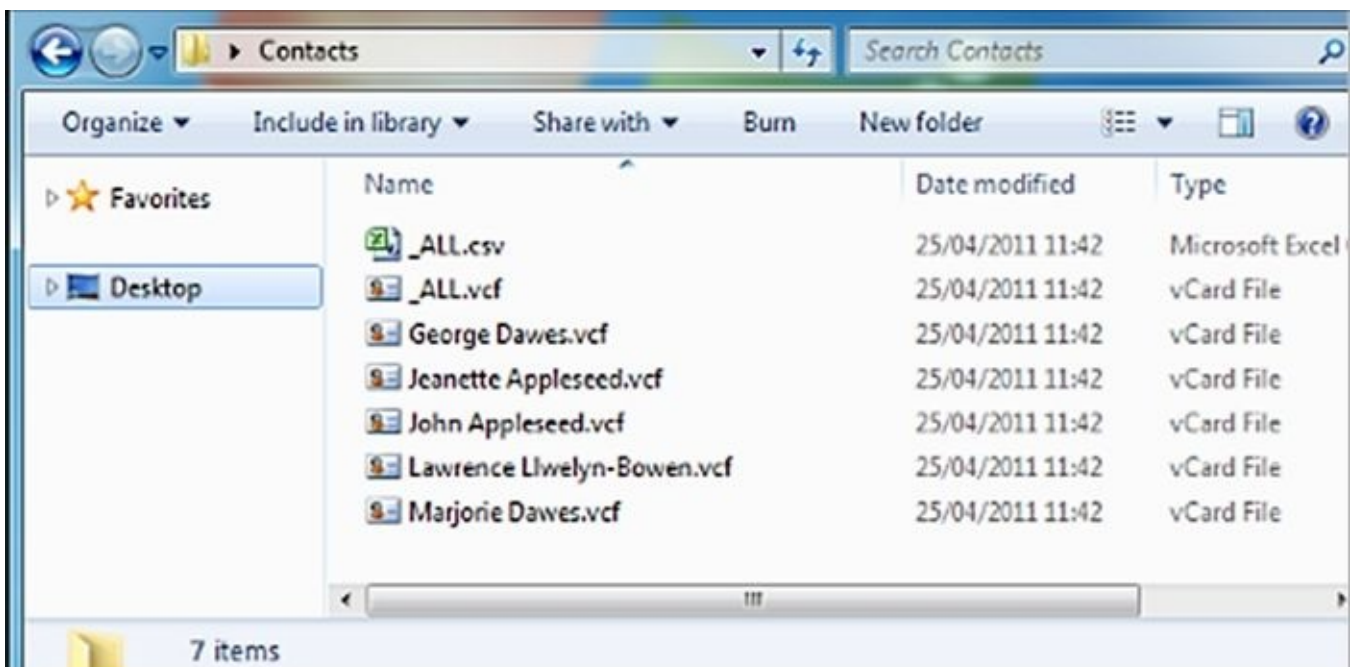 Contacts Search Contacts
Organize Include in library Share with Burn New folder
Favorites
Desktop
Name Date modified Type
_ALL.csv 25/04/2011 11:42 Microsoft Excel
_ALL.vcf 25/04/2011 11:42 vCard File
George Dawes.vcf 25/04/2011 11:42 vCard File
Jeanette Appleseed.vcf 25/04/2011 11:42 vCard File
John Appleseed.vcf 25/04/2011 11:42 vCard File
Lawrence Llwelyn-Bowen.vcf 25/04/2011 11:42 vCard File
Marjorie Dawes.vcf 25/04/2011 11:42 vCard File
7 items